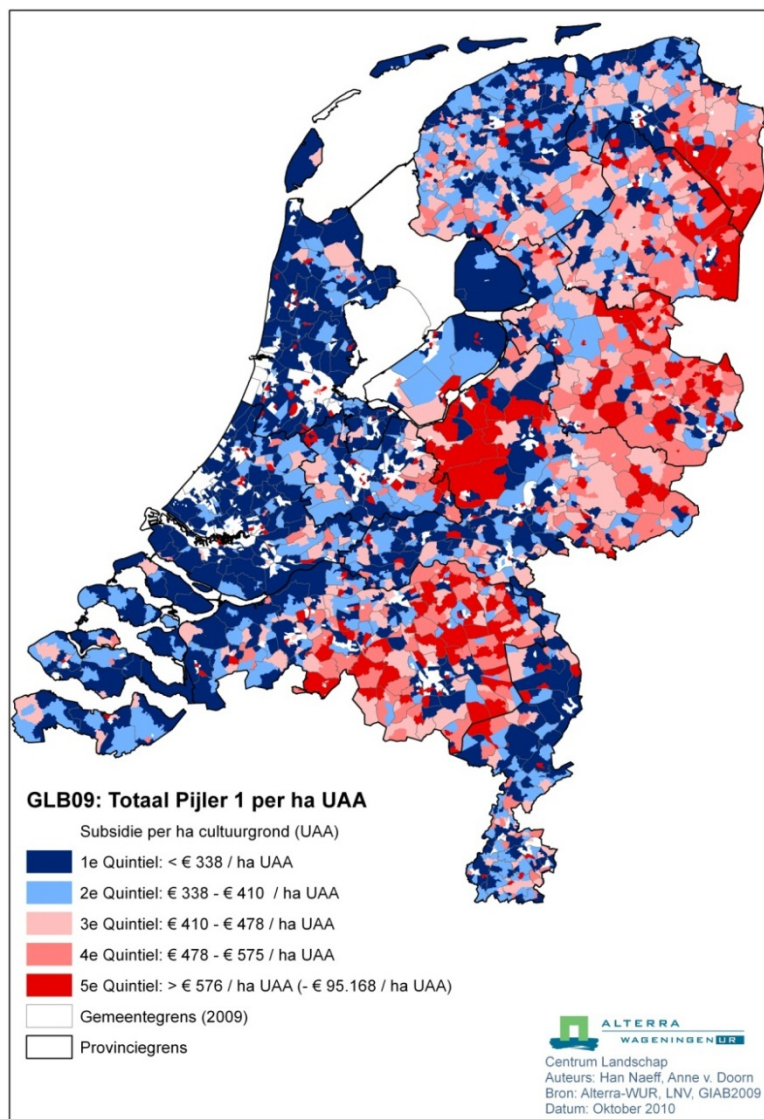 GLB09: Totaal Pijler 1 per ha UAA
Subsidie per ha cultuurgrond (UAA)
1e Quintiel: < € 338 / ha UAA
2e Quintiel: € 338 - € 410 / ha UAA
3e Quintiel: € 410 - € 478 / ha UAA
4e Quintiel: € 478 - € 575 / ha UAA
5e Quintiel: > € 576 / ha UAA (- € 95.168 / ha UAA)
Gemeentegrens (2009)
Provinciegrens
ALTERRA
WAGENINGEN UR
Centrum Landschap
Auteurs: Han Naeff, Anne v. Doorn
Bron: Alterra-WUR, LNV, GIAB2009
Datum: Oktober 2010